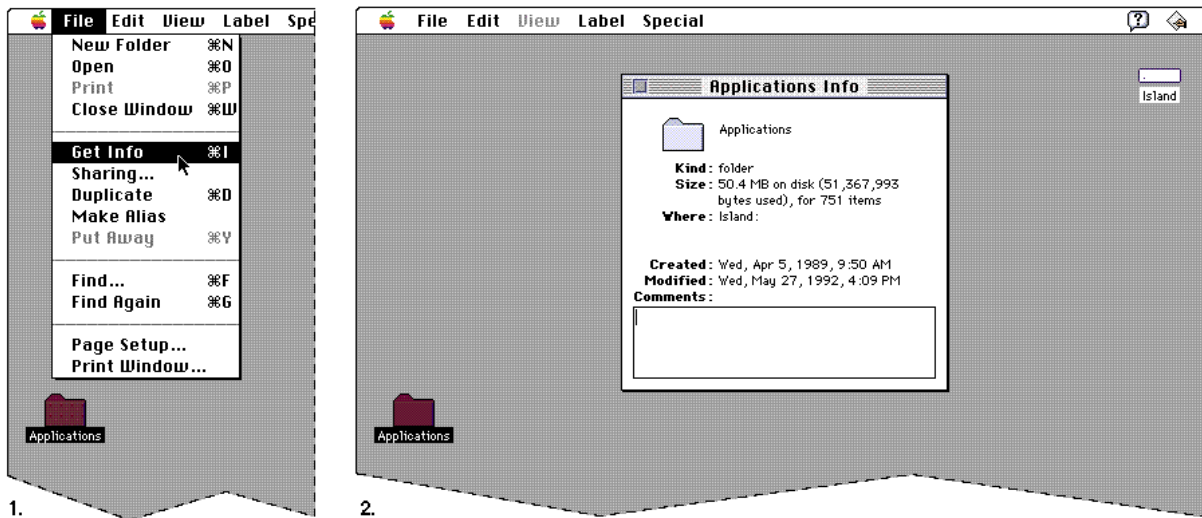 File Edit View Label Spe
New Folder ⌘N
Open ⌘O
Print ⌘P
Close Window ⌘W
Get Info ⌘I
Sharing...
Duplicate ⌘D
Make Alias
Put Away ⌘Y
Find... ⌘F
Find Again ⌘G
Page Setup...
Print Window...
Applications
1.
File Edit View Label Special
Island
Applications Info
Applications
Kind: folder
Size: 50.4 MB on disk (51,367,993
bytes used), for 751 items
Where: Island:
Created: Wed, Apr 5, 1989, 9:50 AM
Modified: Wed, May 27, 1992, 4:09 PM
Comments:
Applications
2.